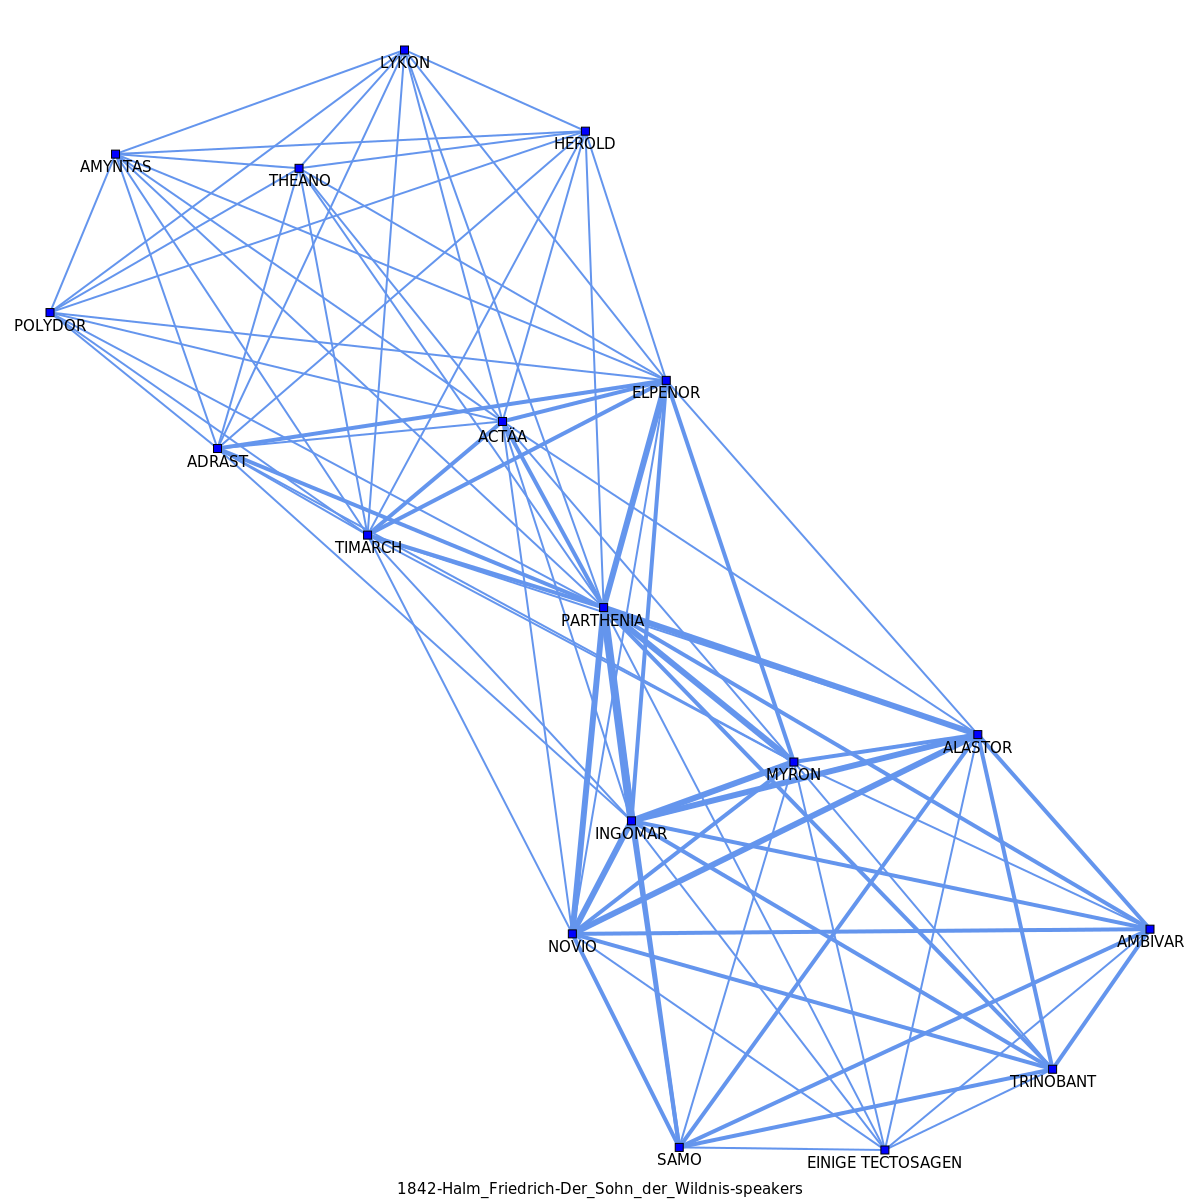 LYKON
HEROLD
AMYNTAS
THEANO
POLYDOR
ELPENOR
ACTÄA
ADRAST
TIMARCH
PARTHENIA
ALASTOR
MYRON
INGOMAR
AMBIVAR
NOVIO
TRINOBANT
SAMO
EINIGE TECTOSAGEN
1842-Halm_Friedrich-Der_Sohn_der_Wildnis-speakers